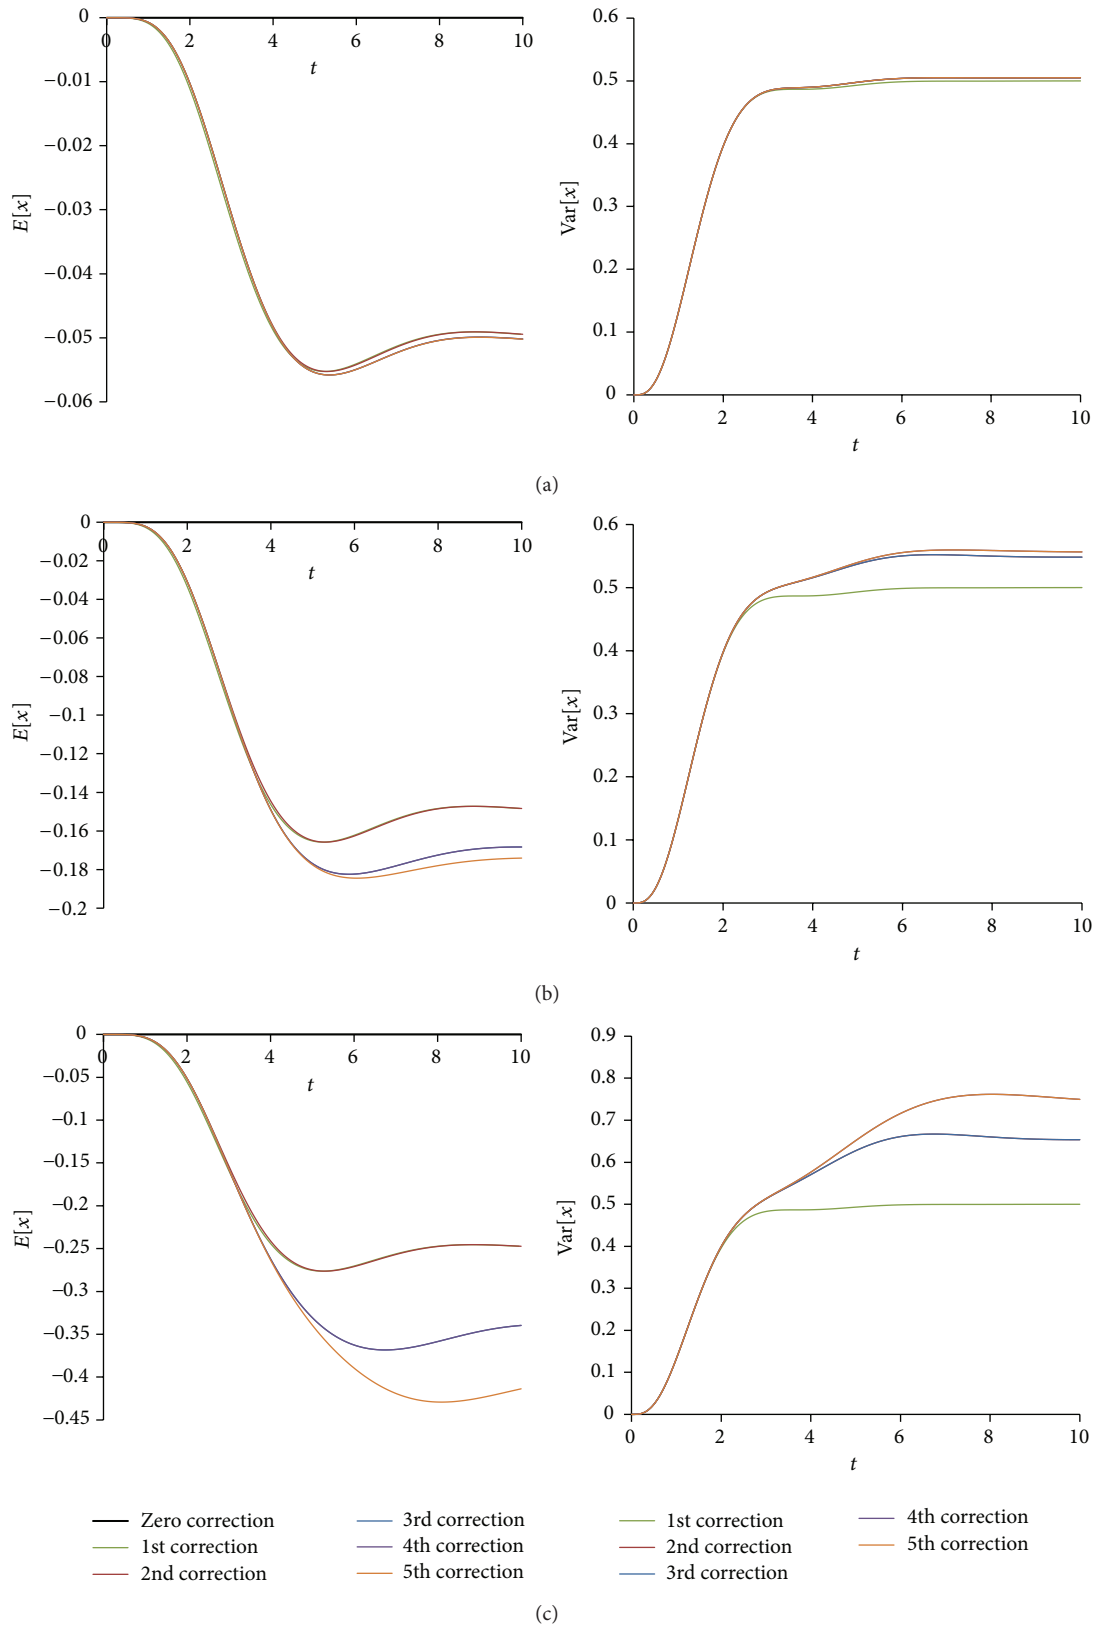 0
−0.01
−0.02
−0.03
−0.04
−0.05
−0.06
E[x]
0 2 4 6 8 10
t
0.6
0.5
0.4
0.3
0.2
0.1
0
Var[x]
0 2 4 6 8 10
t
(a)
0
−0.02
−0.04
−0.06
−0.08
−0.1
−0.12
−0.14
−0.16
−0.18
−0.2
E[x]
0 2 4 6 8 10
t
0.6
0.5
0.4
0.3
0.2
0.1
0
Var[x]
0 2 4 6 8 10
t
(b)
0
−0.05
−0.1
−0.15
−0.2
−0.25
−0.3
−0.35
−0.4
−0.45
E[x]
0 2 4 6 8 10
t
0.9
0.8
0.7
0.6
0.5
0.4
0.3
0.2
0.1
0
Var[x]
0 2 4 6 8 10
t
Zero correction
1st correction
2nd correction
3rd correction
4th correction
5th correction
1st correction
2nd correction
3rd correction
4th correction
5th correction
(c)